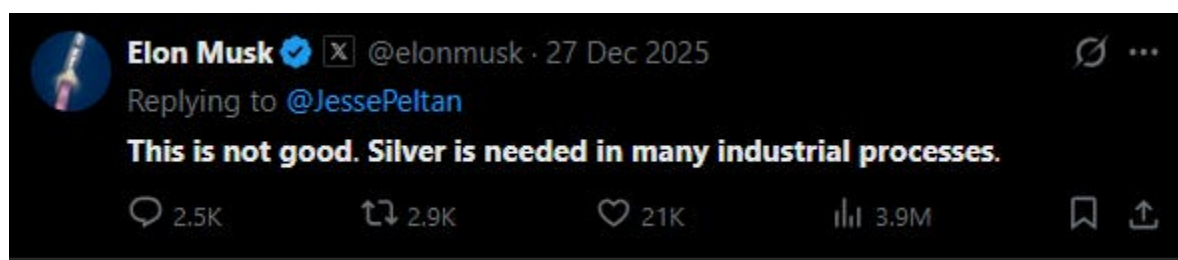 Elon Musk X @elonmusk · 27 Dec 2025
Replying to @JessePeltan
This is not good. Silver is needed in many industrial processes.
2.5K 2.9K 21K 3.9M